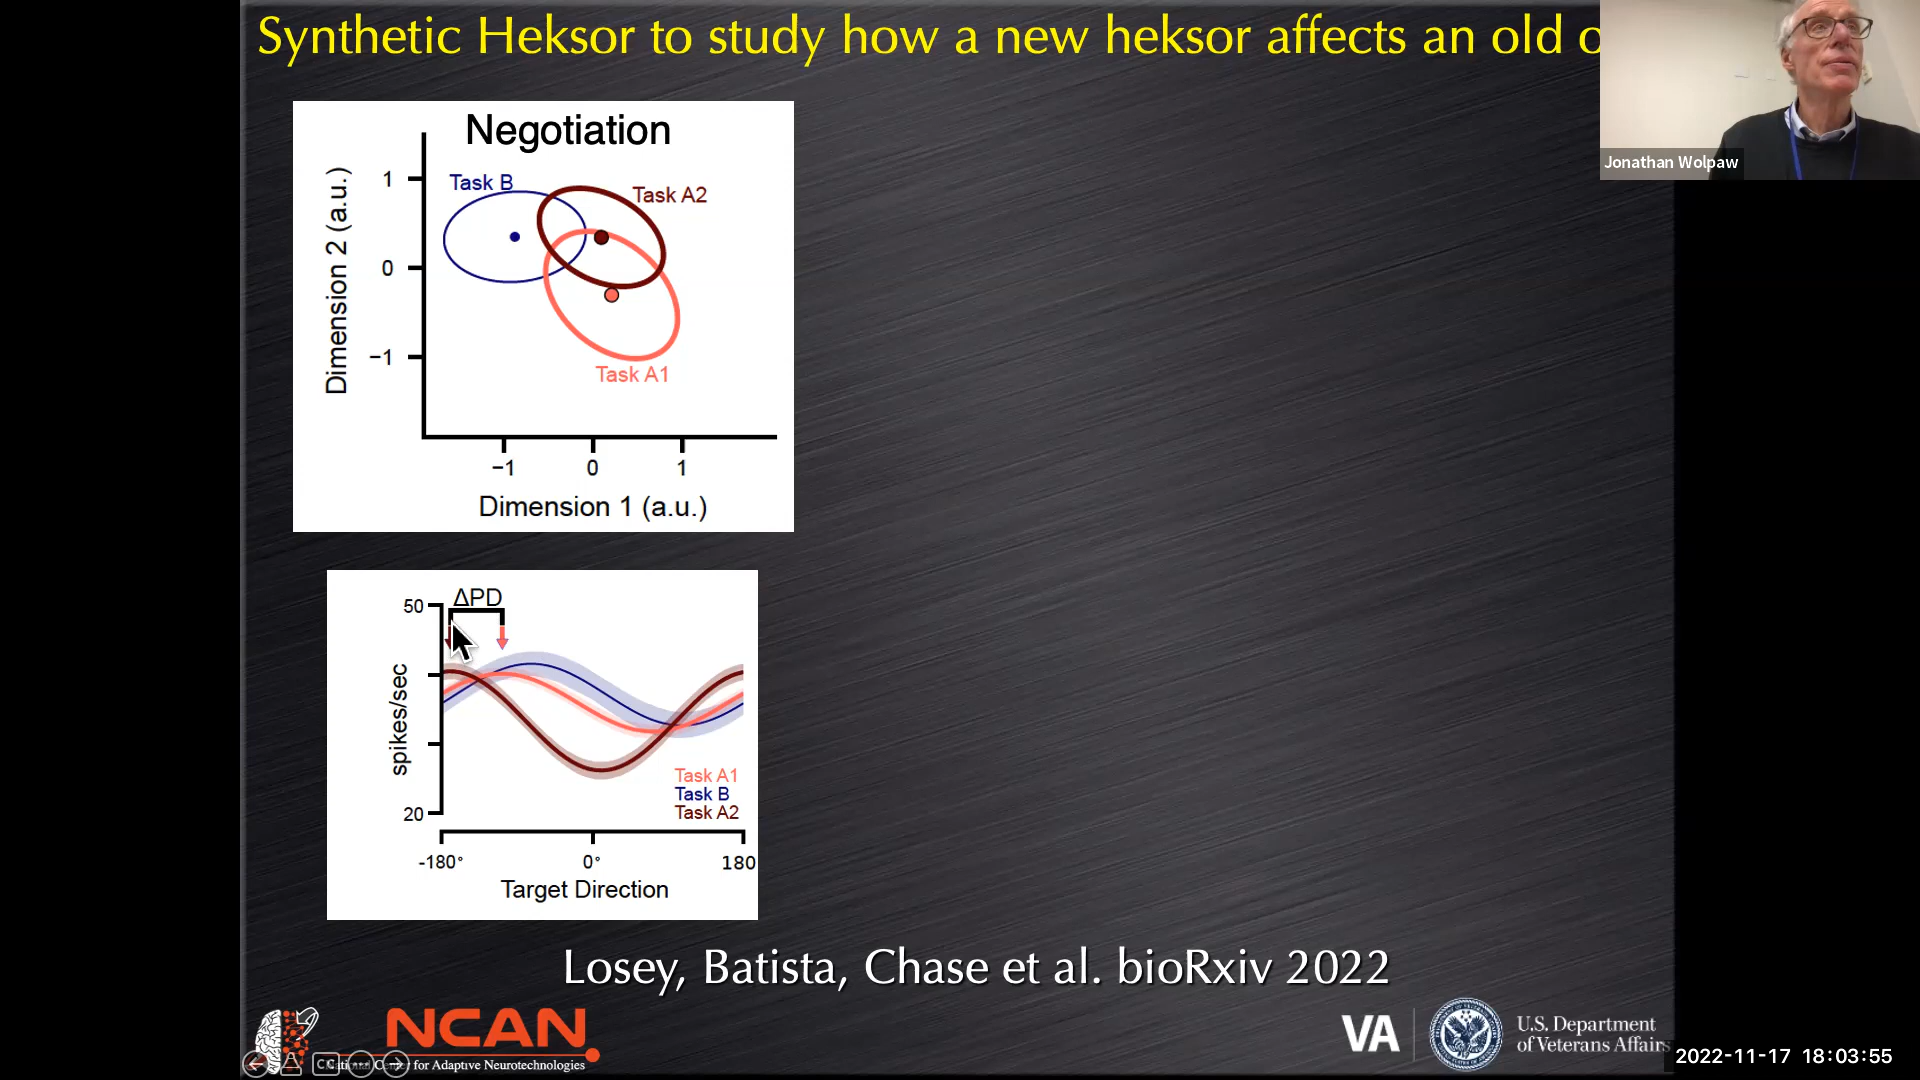 Synthetic Heksor to study how a new heksor affects an old o
Jonathan Wolpaw
Negotiation
Task B
Task A2
Task A1
Dimension 2 (a.u.)
1
0
−1
−1
0
1
Dimension 1 (a.u.)
ΔPD
50
20
spikes/sec
Task A1
Task B
Task A2
-180°
0°
180
Target Direction
Losey, Batista, Chase et al. bioRxiv 2022
NCAN
National Center for Adaptive Neurotechnologies
VA
U.S. Department
of Veterans Affairs
2022-11-17 18:03:55